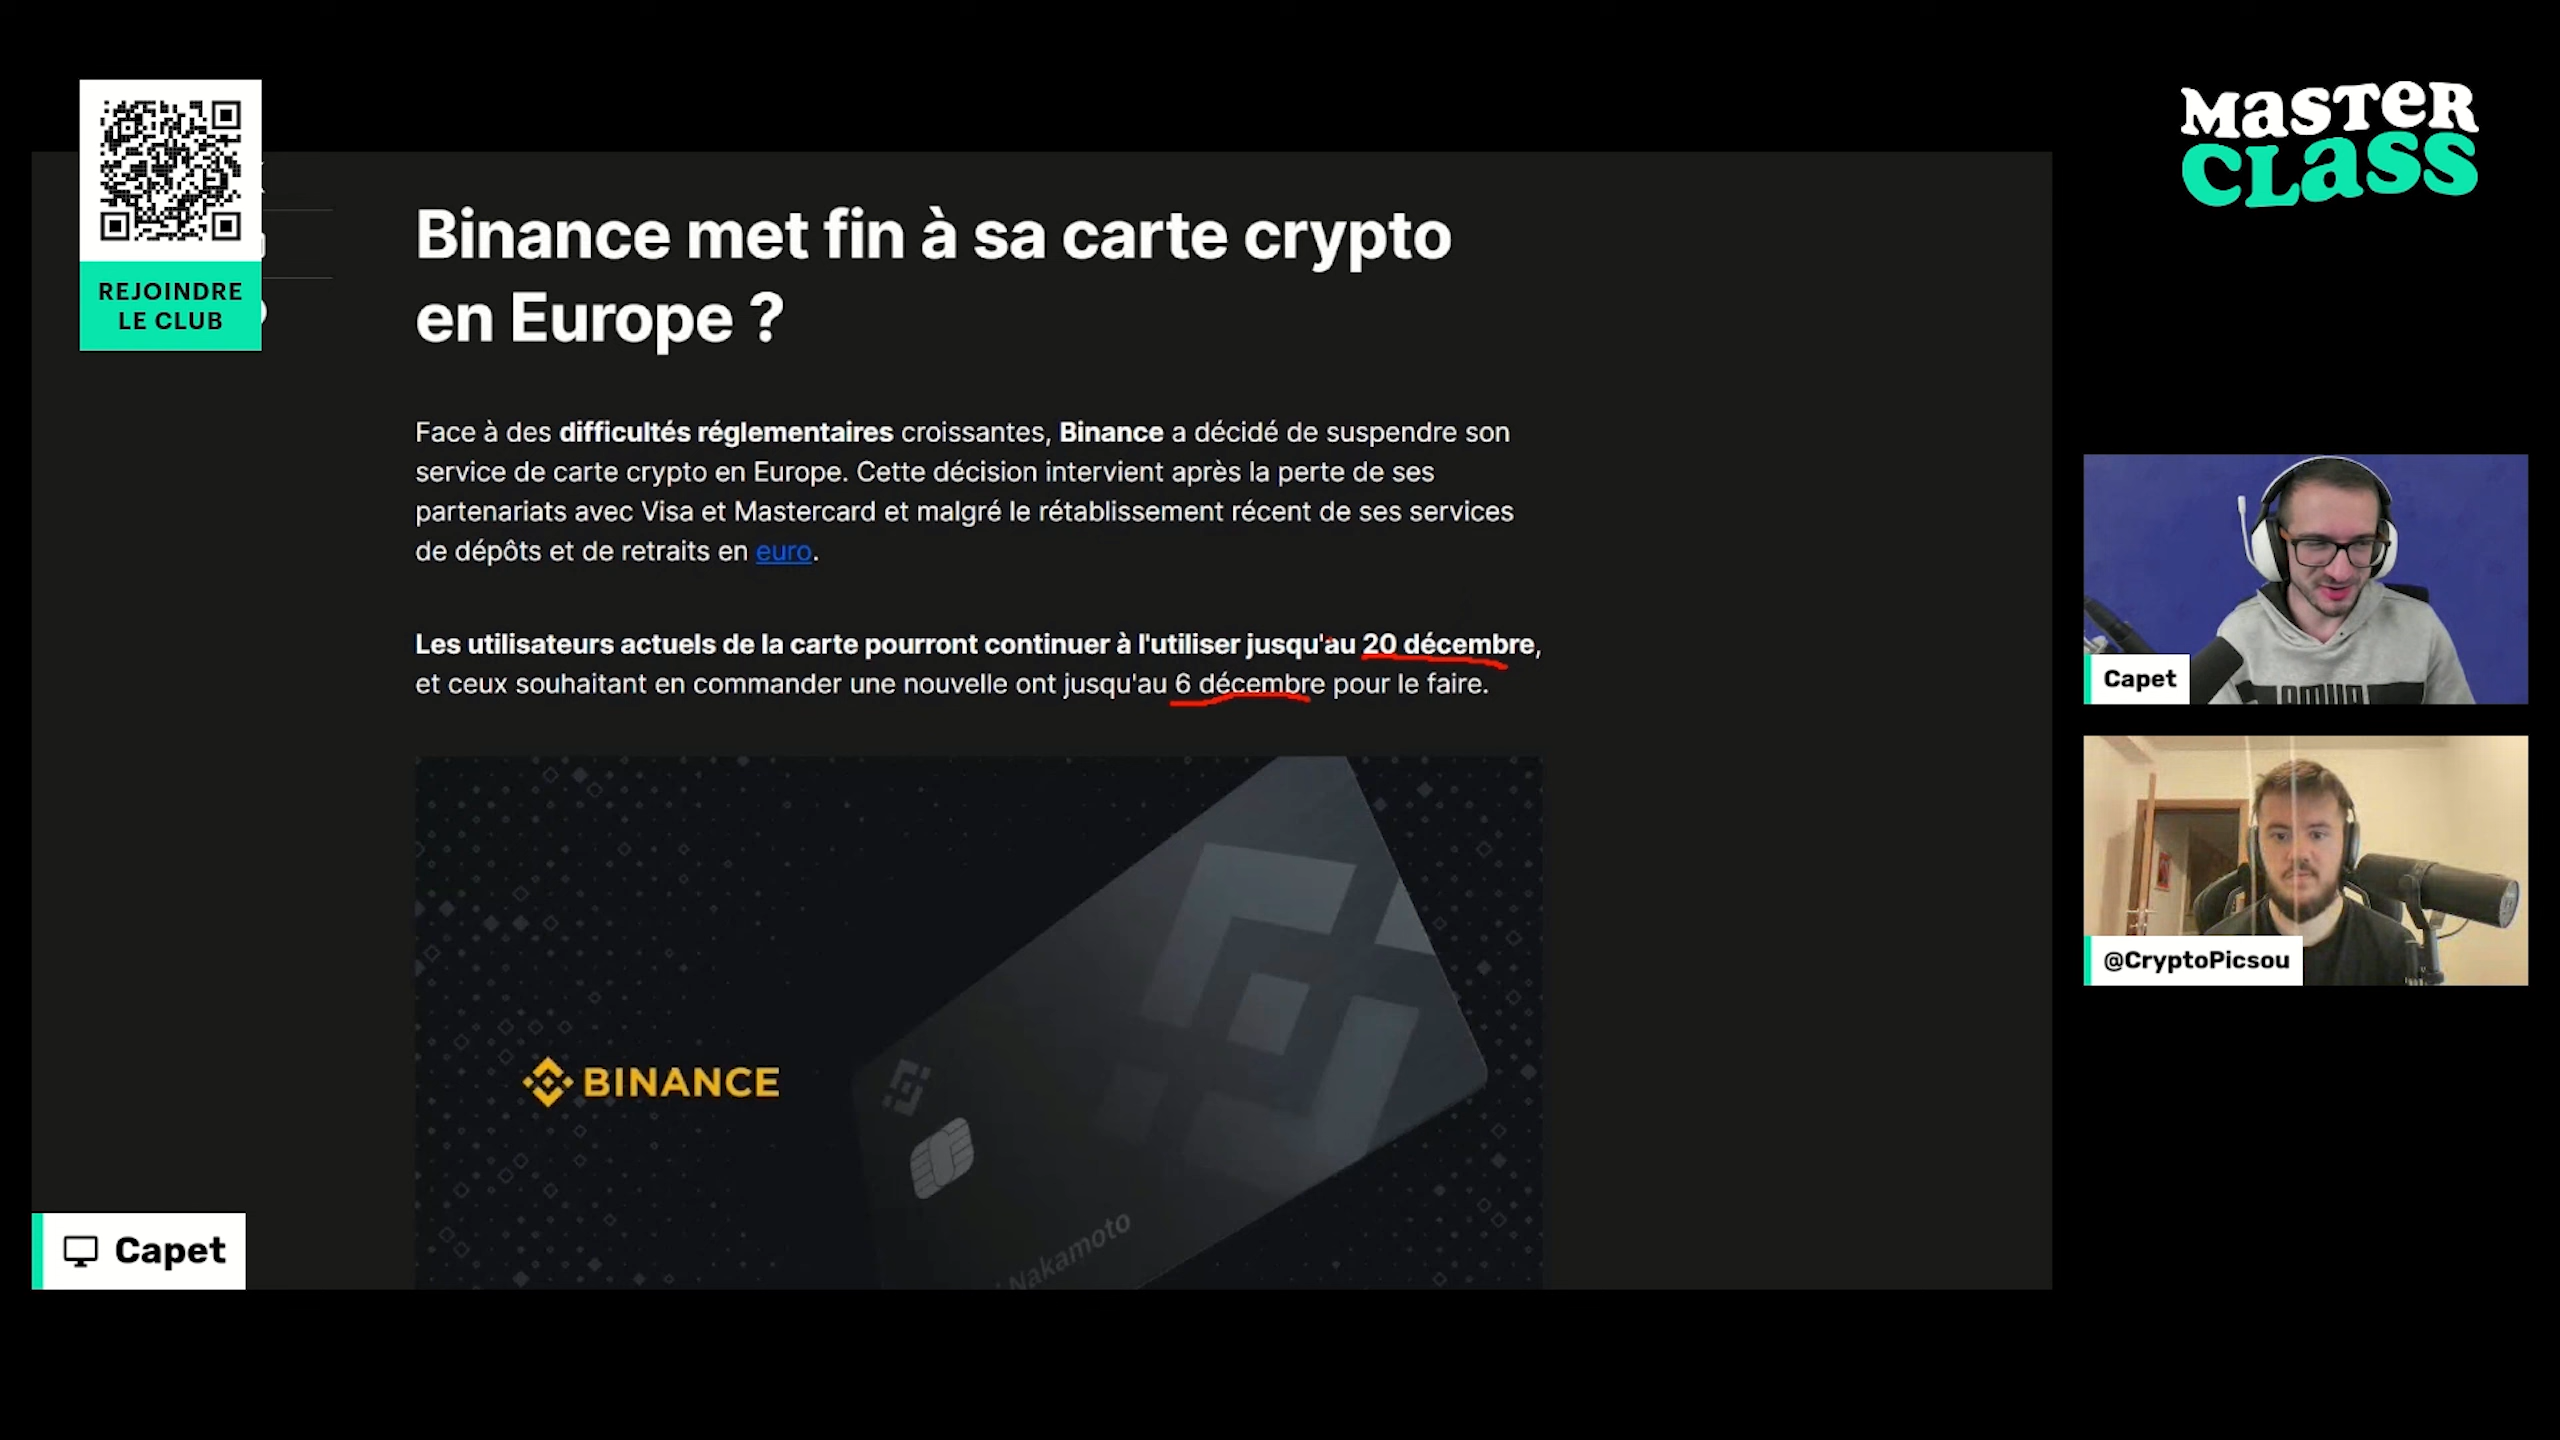 REJOINDRE
LE CLUB
MASTER
CLASS
Binance met fin à sa carte crypto
en Europe ?
Face à des difficultés réglementaires croissantes, Binance a décidé de suspendre son
service de carte crypto en Europe. Cette décision intervient après la perte de ses
partenariats avec Visa et Mastercard et malgré le rétablissement récent de ses services
de dépôts et de retraits en euro.
Les utilisateurs actuels de la carte pourront continuer à l'utiliser jusqu'au 20 décembre,
et ceux souhaitant en commander une nouvelle ont jusqu'au 6 décembre pour le faire.
BINANCE
Nakamoto
Capet
Capet
@CryptoPicsou